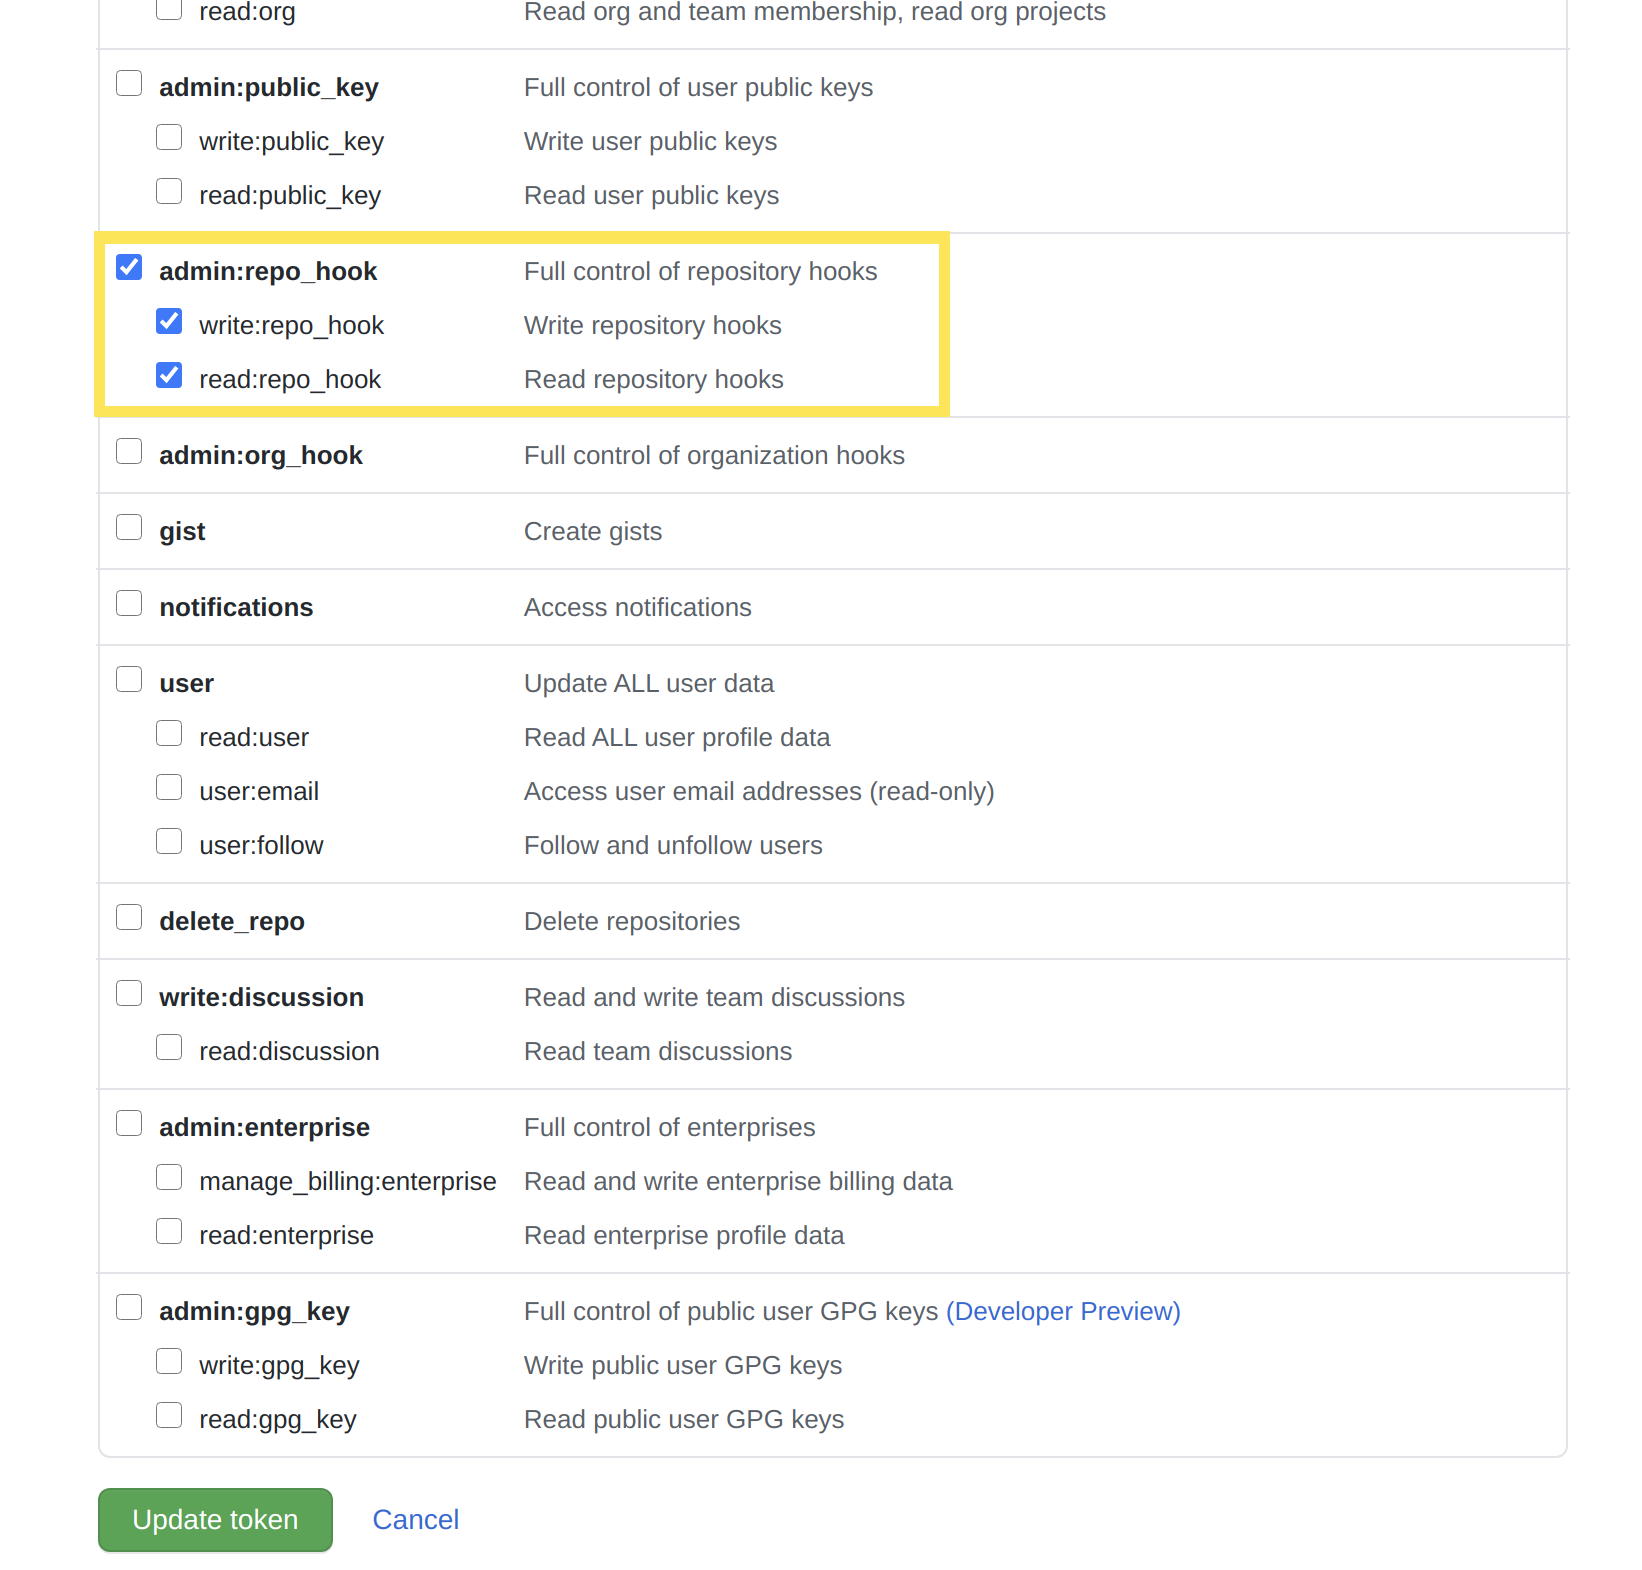 read:org Read org and team membership, read org projects
admin:public_key Full control of user public keys
write:public_key Write user public keys
read:public_key Read user public keys
admin:repo_hook Full control of repository hooks
write:repo_hook Write repository hooks
read:repo_hook Read repository hooks
admin:org_hook Full control of organization hooks
gist Create gists
notifications Access notifications
user Update ALL user data
read:user Read ALL user profile data
user:email Access user email addresses (read-only)
user:follow Follow and unfollow users
delete_repo Delete repositories
write:discussion Read and write team discussions
read:discussion Read team discussions
admin:enterprise Full control of enterprises
manage_billing:enterprise Read and write enterprise billing data
read:enterprise Read enterprise profile data
admin:gpg_key Full control of public user GPG keys (Developer Preview)
write:gpg_key Write public user GPG keys
read:gpg_key Read public user GPG keys
Update token Cancel